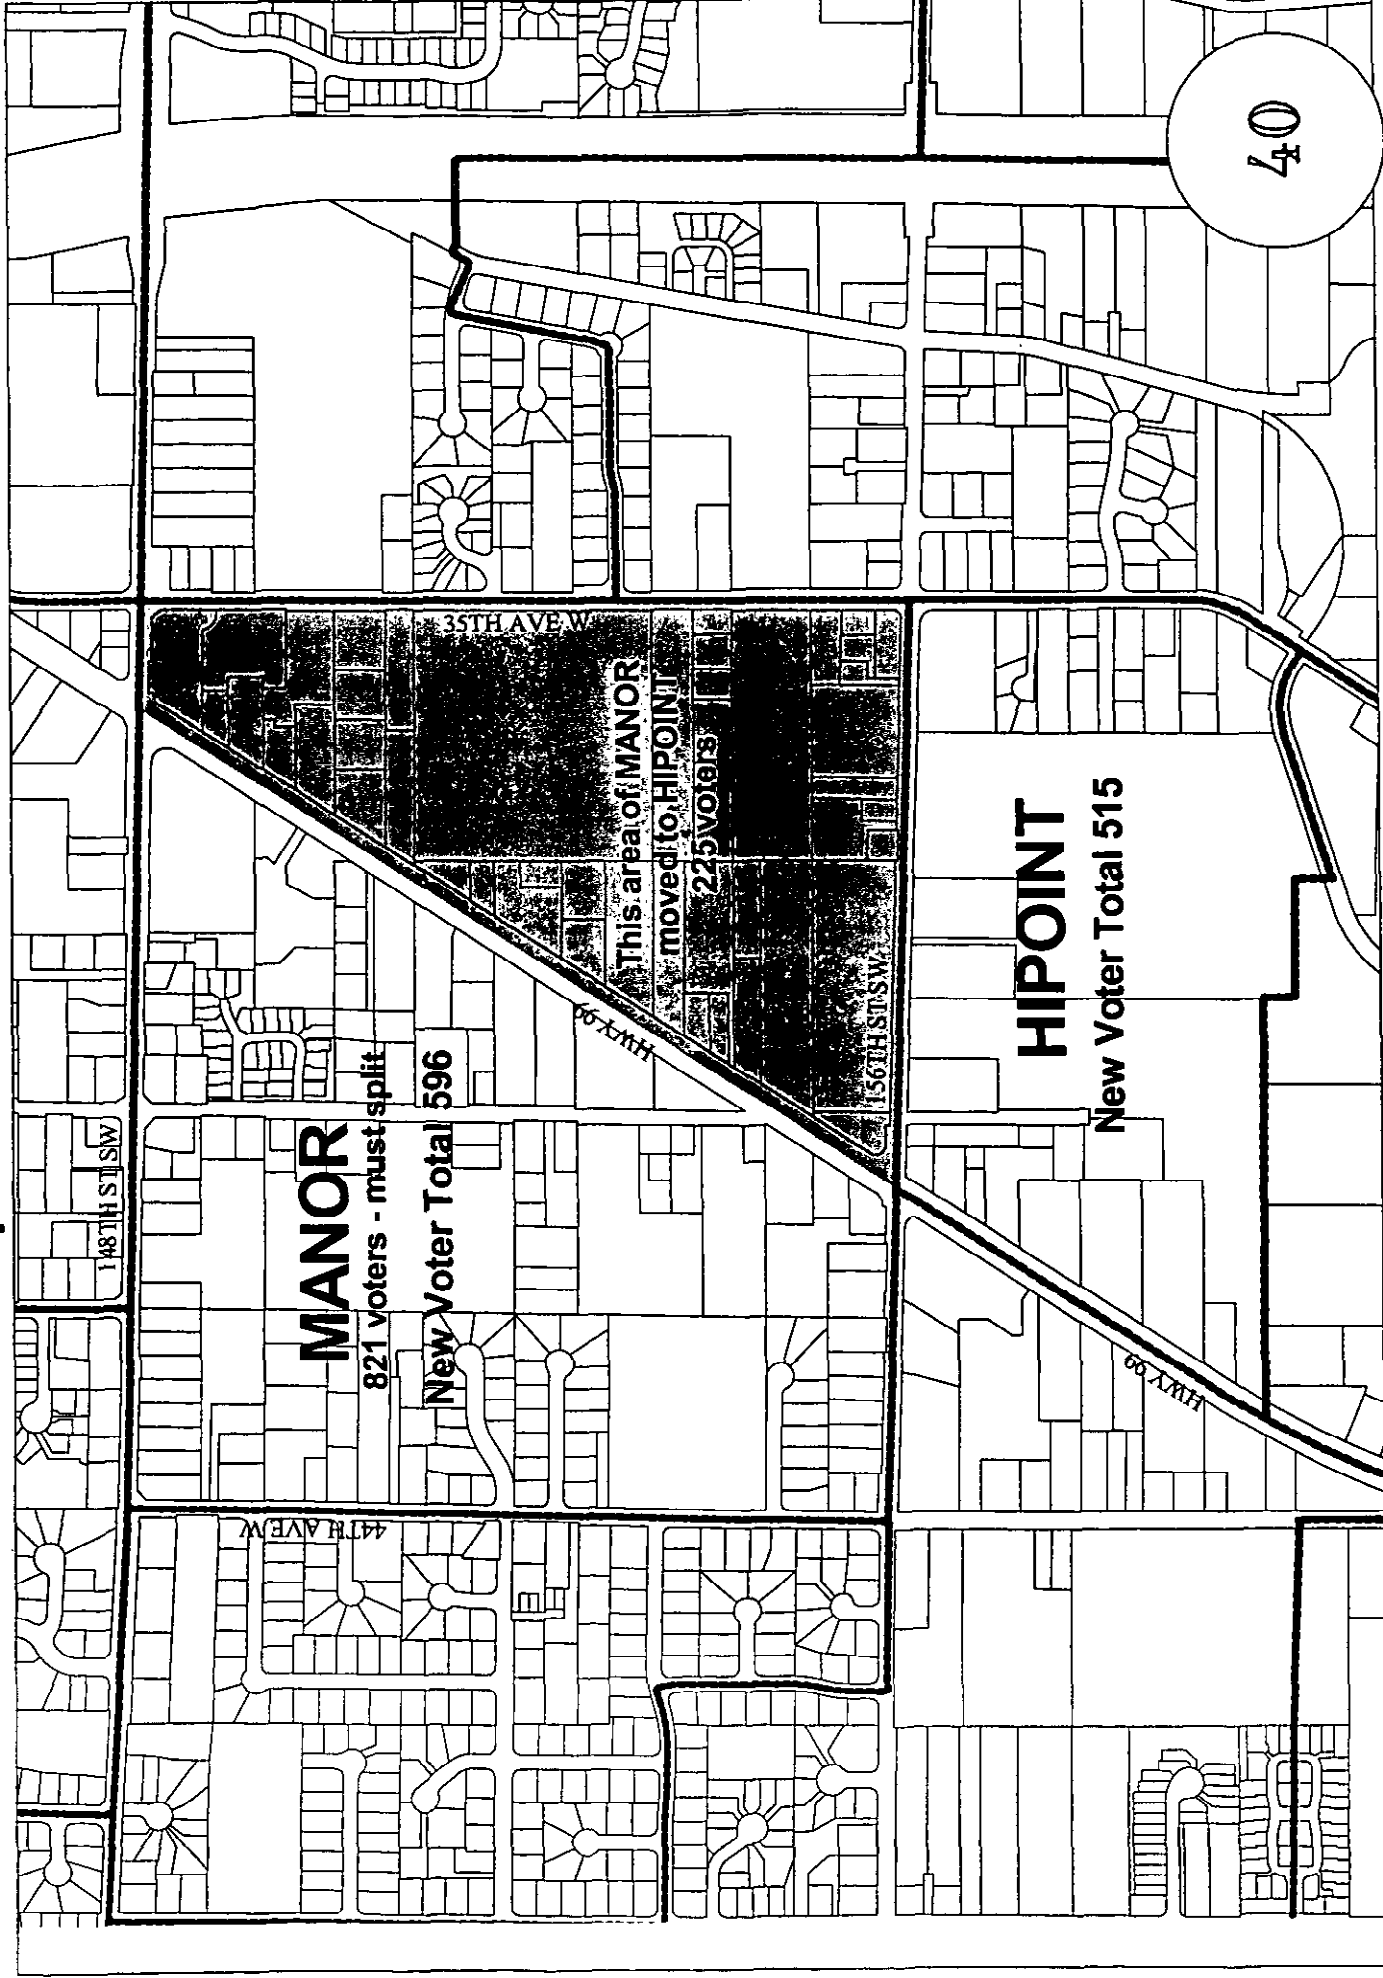 148TH ST SW
MANOR
821 voters - must split
New Voter Total 596
44TH AVE W
35TH AVE W
This area of MANOR
moved to HIPOINT
225 voters
HWY 99
156TH ST SW
HIPOINT
New Voter Total 515
HWY 99
40